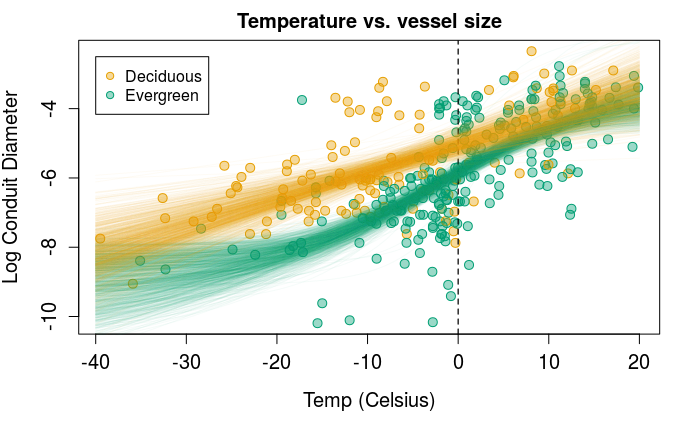 Temperature vs. vessel size
Deciduous
Evergreen
Log Conduit Diameter
-4
-6
-8
-10
-40
-30
-20
-10
0
10
20
Temp (Celsius)